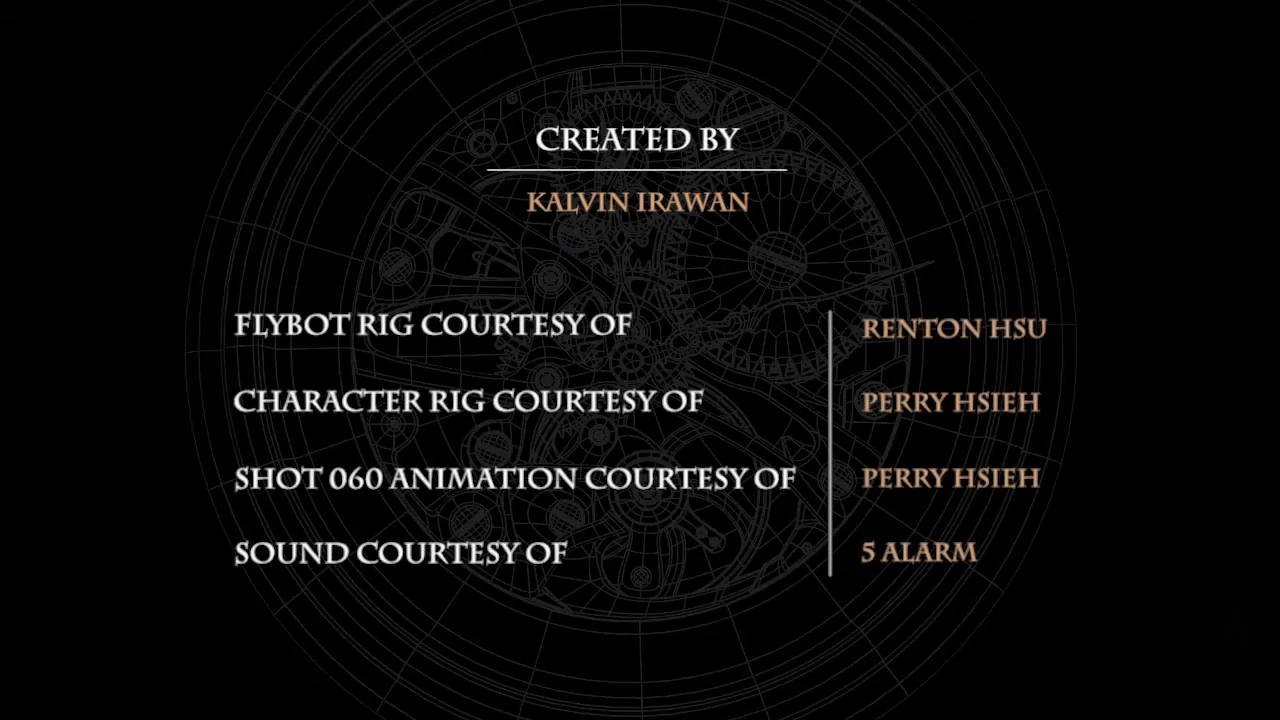 CREATED BY
KALVIN IRAWAN
FLYBOT RIG COURTESY OF RENTON HSU
CHARACTER RIG COURTESY OF PERRY HSIEH
SHOT 060 ANIMATION COURTESY OF PERRY HSIEH
SOUND COURTESY OF 5 ALARM